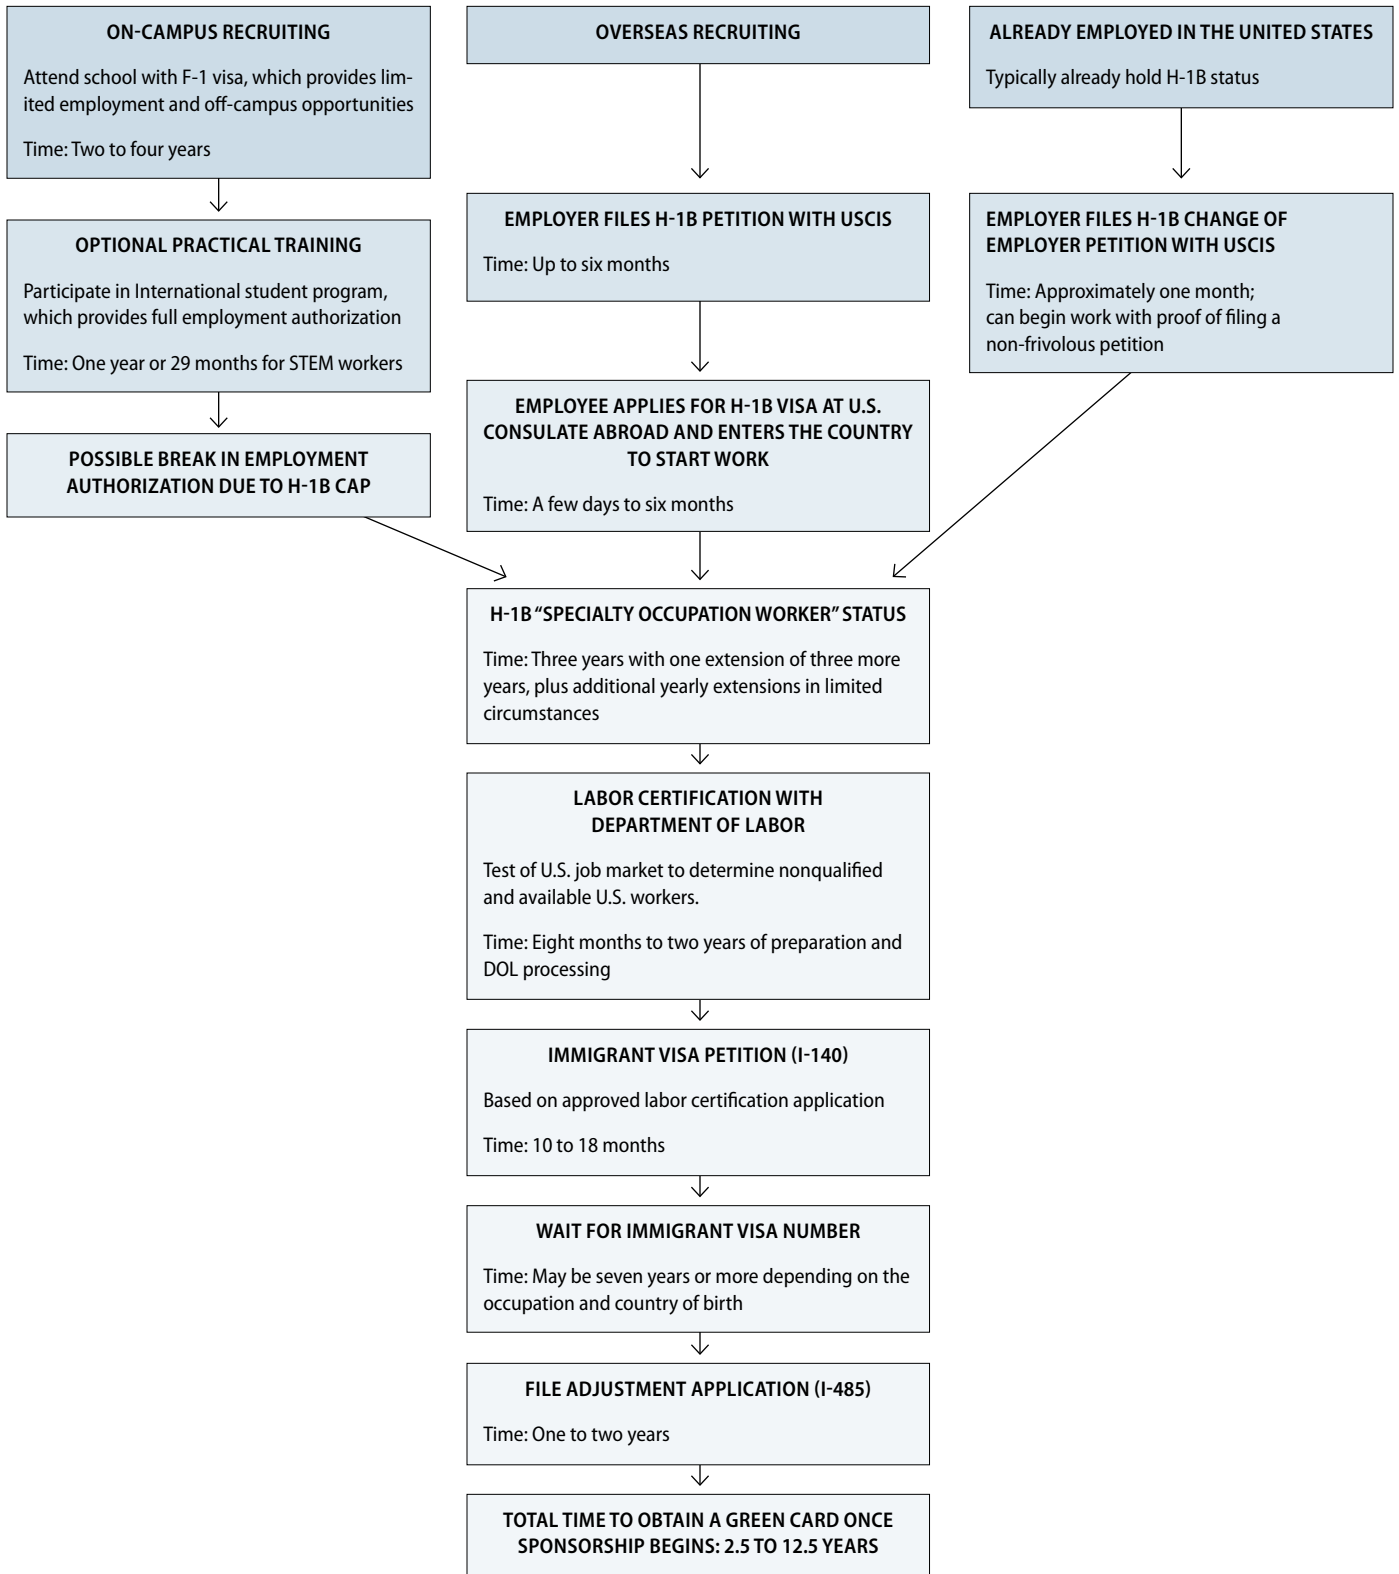 ON-CAMPUS RECRUITING
Attend school with F-1 visa, which provides lim-
ited employment and off-campus opportunities
Time: Two to four years
OPTIONAL PRACTICAL TRAINING
Participate in International student program,
which provides full employment authorization
Time: One year or 29 months for STEM workers
POSSIBLE BREAK IN EMPLOYMENT
AUTHORIZATION DUE TO H-1B CAP
OVERSEAS RECRUITING
EMPLOYER FILES H-1B PETITION WITH USCIS
Time: Up to six months
EMPLOYEE APPLIES FOR H-1B VISA AT U.S.
CONSULATE ABROAD AND ENTERS THE COUNTRY
TO START WORK
Time: A few days to six months
ALREADY EMPLOYED IN THE UNITED STATES
Typically already hold H-1B status
EMPLOYER FILES H-1B CHANGE OF
EMPLOYER PETITION WITH USCIS
Time: Approximately one month;
can begin work with proof of filing a
non-frivolous petition
H-1B “SPECIALTY OCCUPATION WORKER” STATUS
Time: Three years with one extension of three more
years, plus additional yearly extensions in limited
circumstances
LABOR CERTIFICATION WITH
DEPARTMENT OF LABOR
Test of U.S. job market to determine nonqualified
and available U.S. workers.
Time: Eight months to two years of preparation and
DOL processing
IMMIGRANT VISA PETITION (I-140)
Based on approved labor certification application
Time: 10 to 18 months
WAIT FOR IMMIGRANT VISA NUMBER
Time: May be seven years or more depending on the
occupation and country of birth
FILE ADJUSTMENT APPLICATION (I-485)
Time: One to two years
TOTAL TIME TO OBTAIN A GREEN CARD ONCE
SPONSORSHIP BEGINS: 2.5 TO 12.5 YEARS